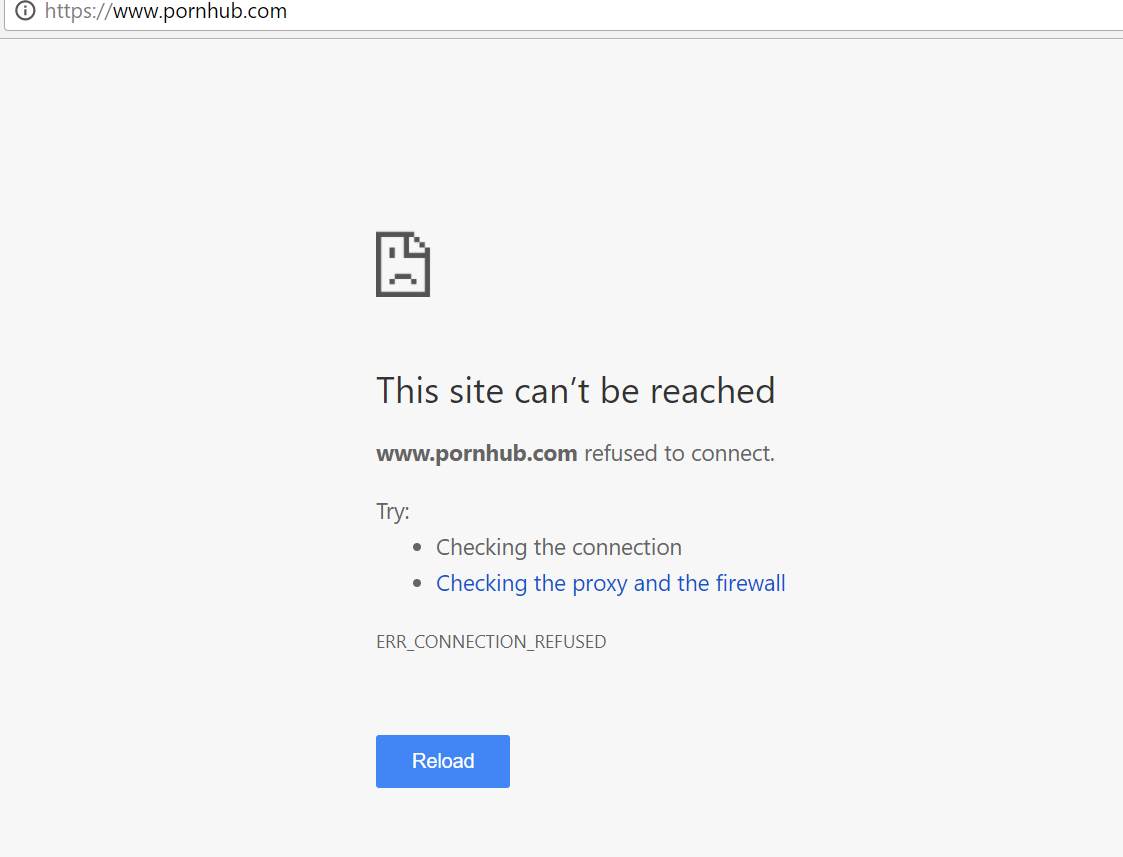 https://www.pornhub.com
This site can’t be reached
www.pornhub.com refused to connect.
Try:
Checking the connection
Checking the proxy and the firewall
ERR_CONNECTION_REFUSED
Reload